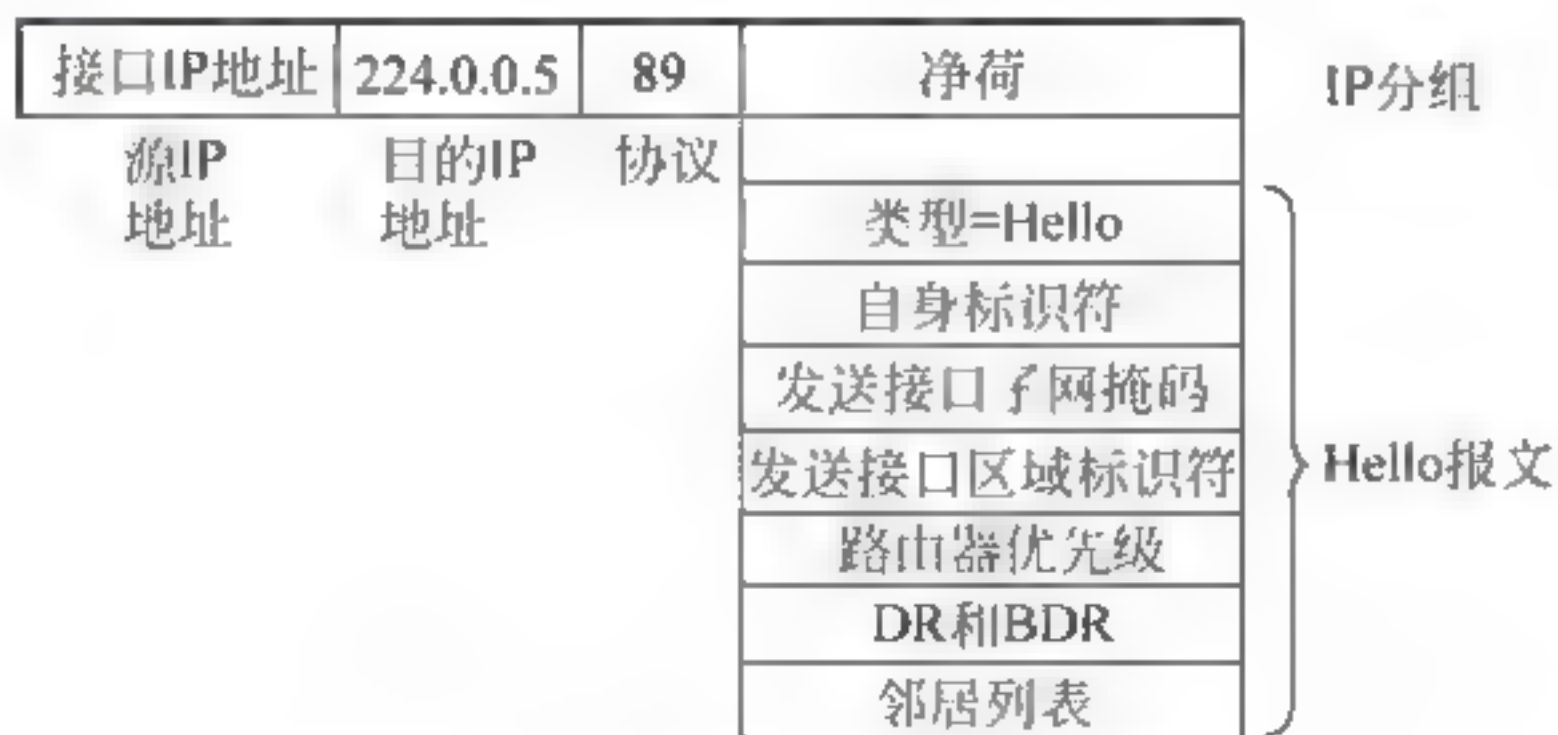 接口IP地址 224.0.0.5 89 净荷 IP分组
源IP地址 目的IP地址 协议
类型=Hello
自身标识符
发送接口子网掩码
发送接口区域标识符 Hello报文
路由器优先级
DR和BDR
邻居列表